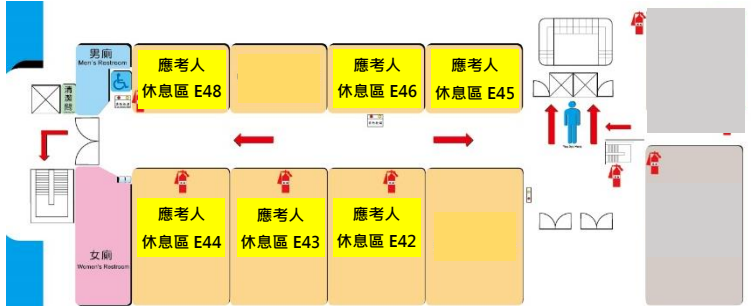 男廁
Men's Restroom
清潔間
應考人
休息區 E48
應考人
休息區 E46
應考人
休息區 E45
應考人
休息區 E44
應考人
休息區 E43
應考人
休息區 E42
女廁
Women's Restroom